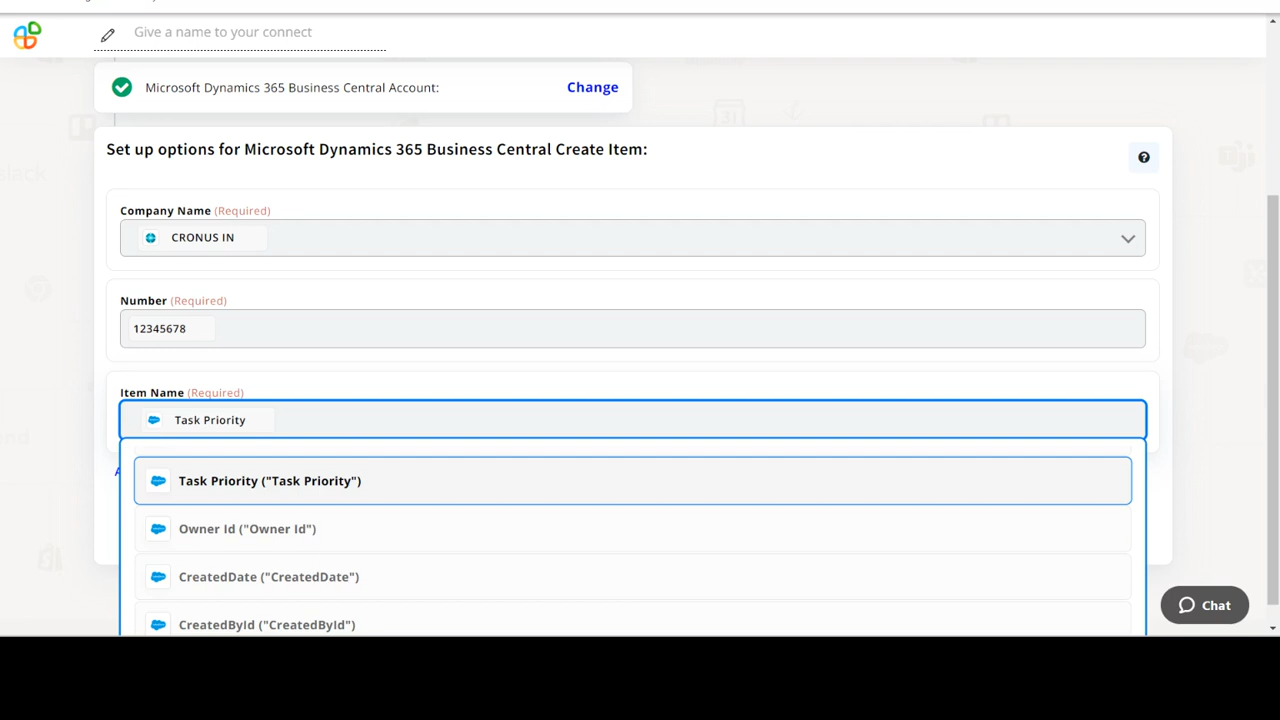 Give a name to your connect
Microsoft Dynamics 365 Business Central Account:
Change
Set up options for Microsoft Dynamics 365 Business Central Create Item:
Company Name (Required)
CRONUS IN
Number (Required)
12345678
Item Name (Required)
Task Priority
Task Priority ("Task Priority")
Owner Id ("Owner Id")
CreatedDate ("CreatedDate")
CreatedById ("CreatedById")
Chat